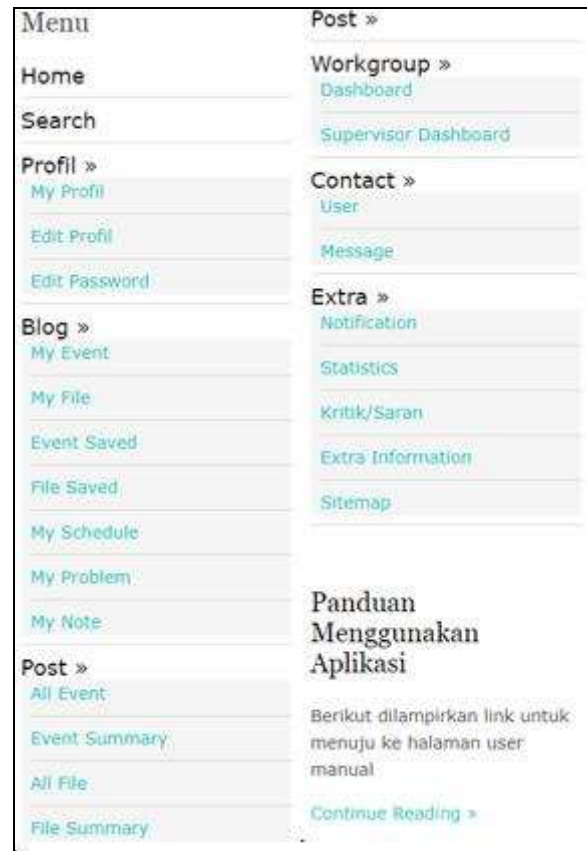 Menu
Home
Search
Profil »
My Profil
Edit Profil
Edit Password
Blog »
My Event
My File
Event Saved
File Saved
My Schedule
My Problem
My Note
Post »
All Event
Event Summary
All File
File Summary
Post »
Workgroup »
Dashboard
Supervisor Dashboard
Contact »
User
Message
Extra »
Notification
Statistics
Kritik/Saran
Extra Information
Sitemap
Panduan
Menggunakan
Aplikasi
Berikut dilampirkan link untuk
menuju ke halaman user
manual
Continue Reading »